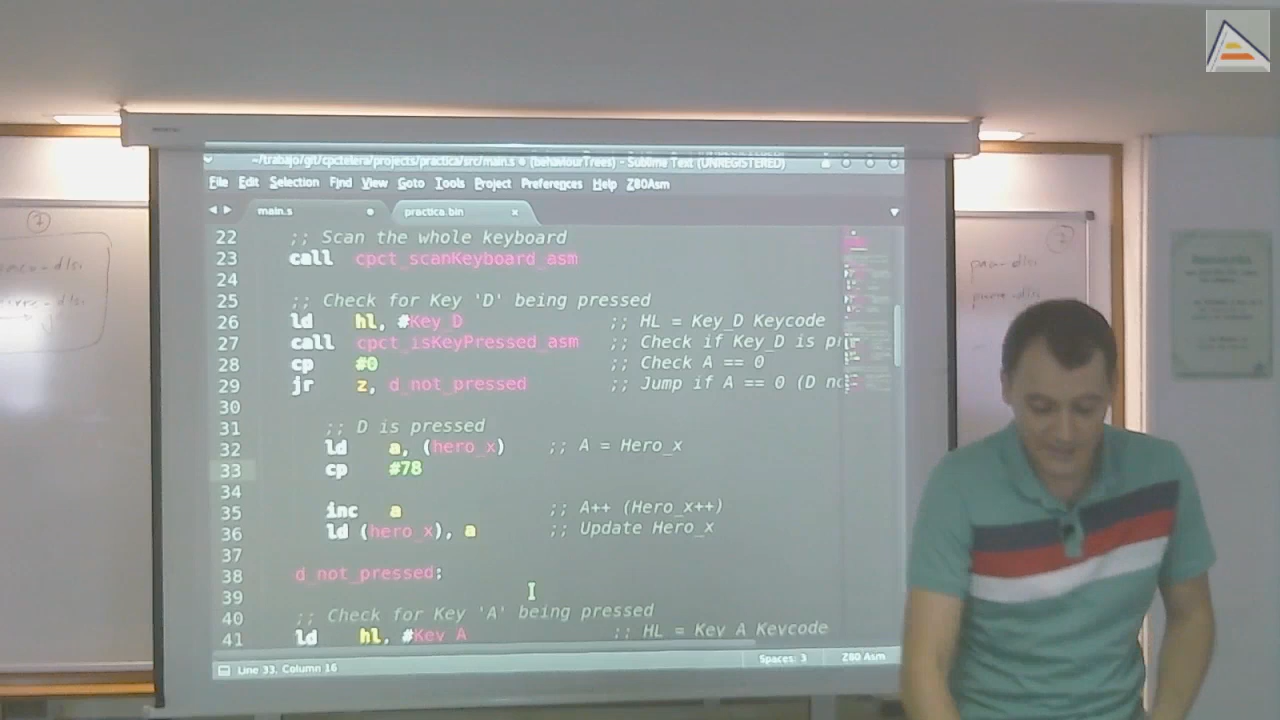 ~/trabajo/git/cpctelera/projects/practica/src/main.s • (behaviourTrees) - Sublime Text (UNREGISTERED)
File Edit Selection Find View Goto Tools Project Preferences Help Z80Asm
main.s practica.bin
22 ;; Scan the whole keyboard
23 call cpct_scanKeyboard_asm
24
25 ;; Check for Key 'D' being pressed
26 ld hl, #Key_D ;; HL = Key_D Keycode
27 call cpct_isKeyPressed_asm ;; Check if Key_D is pr
28 cp #0 ;; Check A == 0
29 jr z, d_not_pressed ;; Jump if A == 0 (D no
30
31 ;; D is pressed
32 ld a, (hero_x) ;; A = Hero_x
33 cp #78
34
35 inc a ;; A++ (Hero_x++)
36 ld (hero_x), a ;; Update Hero_x
37
38 d_not_pressed:
39
40 ;; Check for Key 'A' being pressed
41 ld hl, #Key_A ;; HL = Key_A Keycode
Line 33, Column 16 Spaces: 3 Z80 Asm